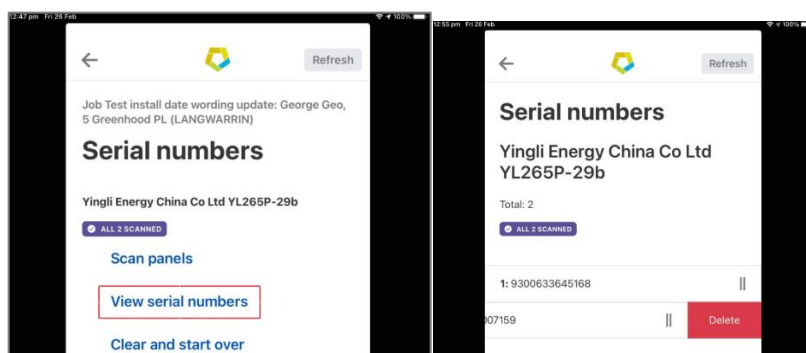 12:47 pm Fri 26 Feb
100%
Refresh
Job Test install date wording update: George Geo,
5 Greenhood PL (LANGWARRIN)
Serial numbers
Yingli Energy China Co Ltd YL265P-29b
ALL 2 SCANNED
Scan panels
View serial numbers
Clear and start over
12:55 pm Fri 26 Feb
100%
Refresh
Serial numbers
Yingli Energy China Co Ltd
YL265P-29b
Total: 2
ALL 2 SCANNED
1: 9300633645168
007159
Delete